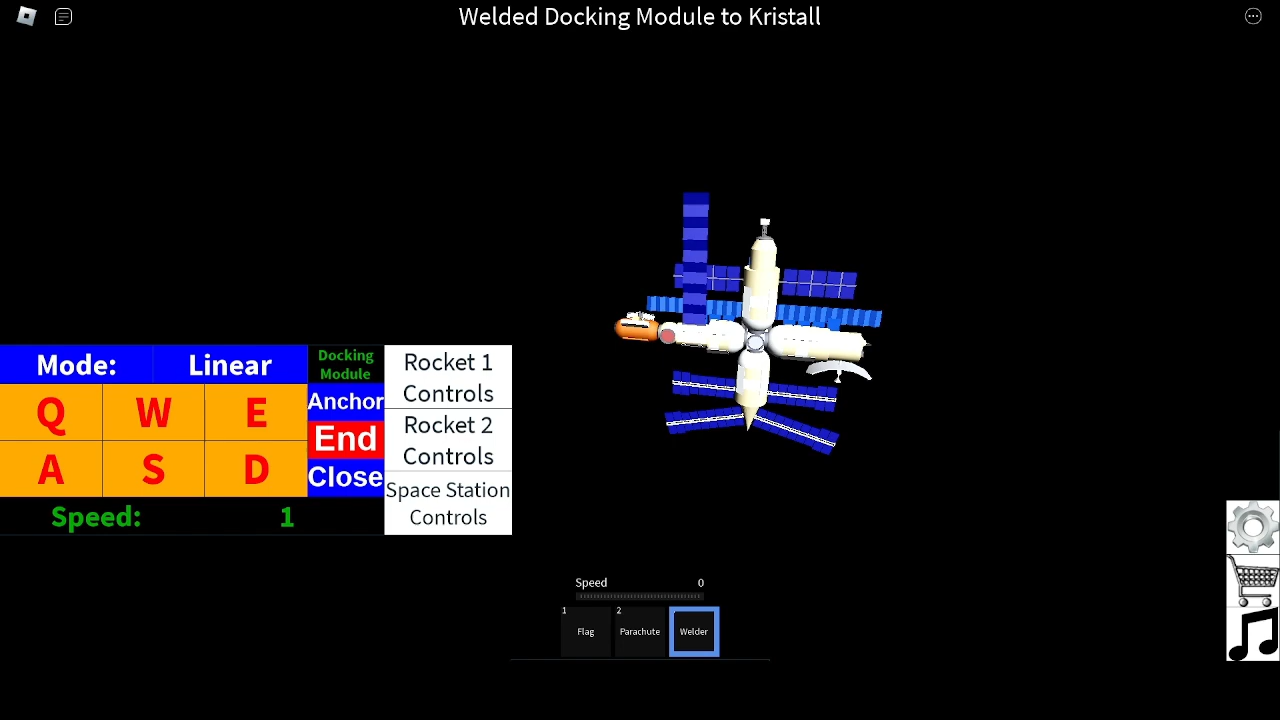 Welded Docking Module to Kristall
Mode: Linear
Docking
Module
Q W E
Anchor
End
A S D
Close
Speed: 1
Rocket 1
Controls
Rocket 2
Controls
Space Station
Controls
Speed 0
1 2
Flag Parachute Welder